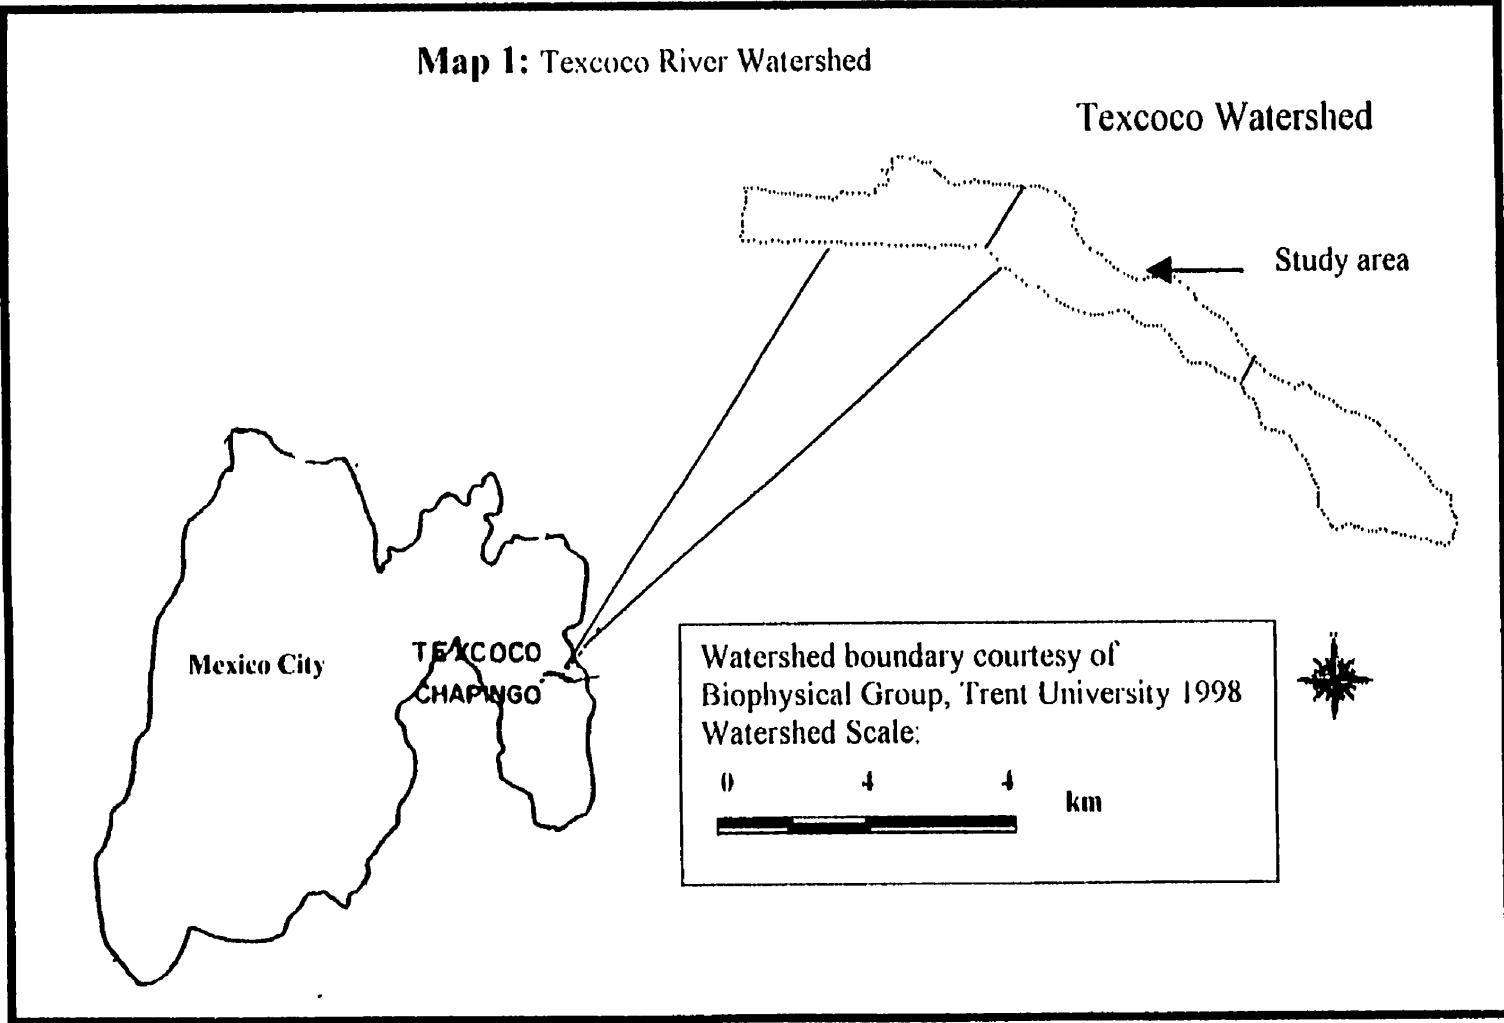 Map 1: Texcoco River Watershed
Texcoco Watershed
Study area
Mexico City
TEXCOCO
CHAPINGO
Watershed boundary courtesy of
Biophysical Group, Trent University 1998
Watershed Scale:
0 4 4
km